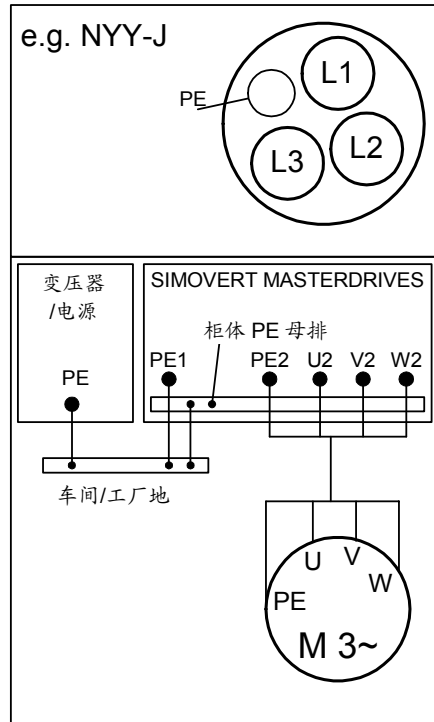 e.g. NYY-J
L1
PE
L3
L2
变压器
/电源
SIMOVERT MASTERDRIVES
柜体 PE 母排
PE
PE1
PE2
U2
V2
W2
车间/工厂地
U
V
W
PE
M 3~